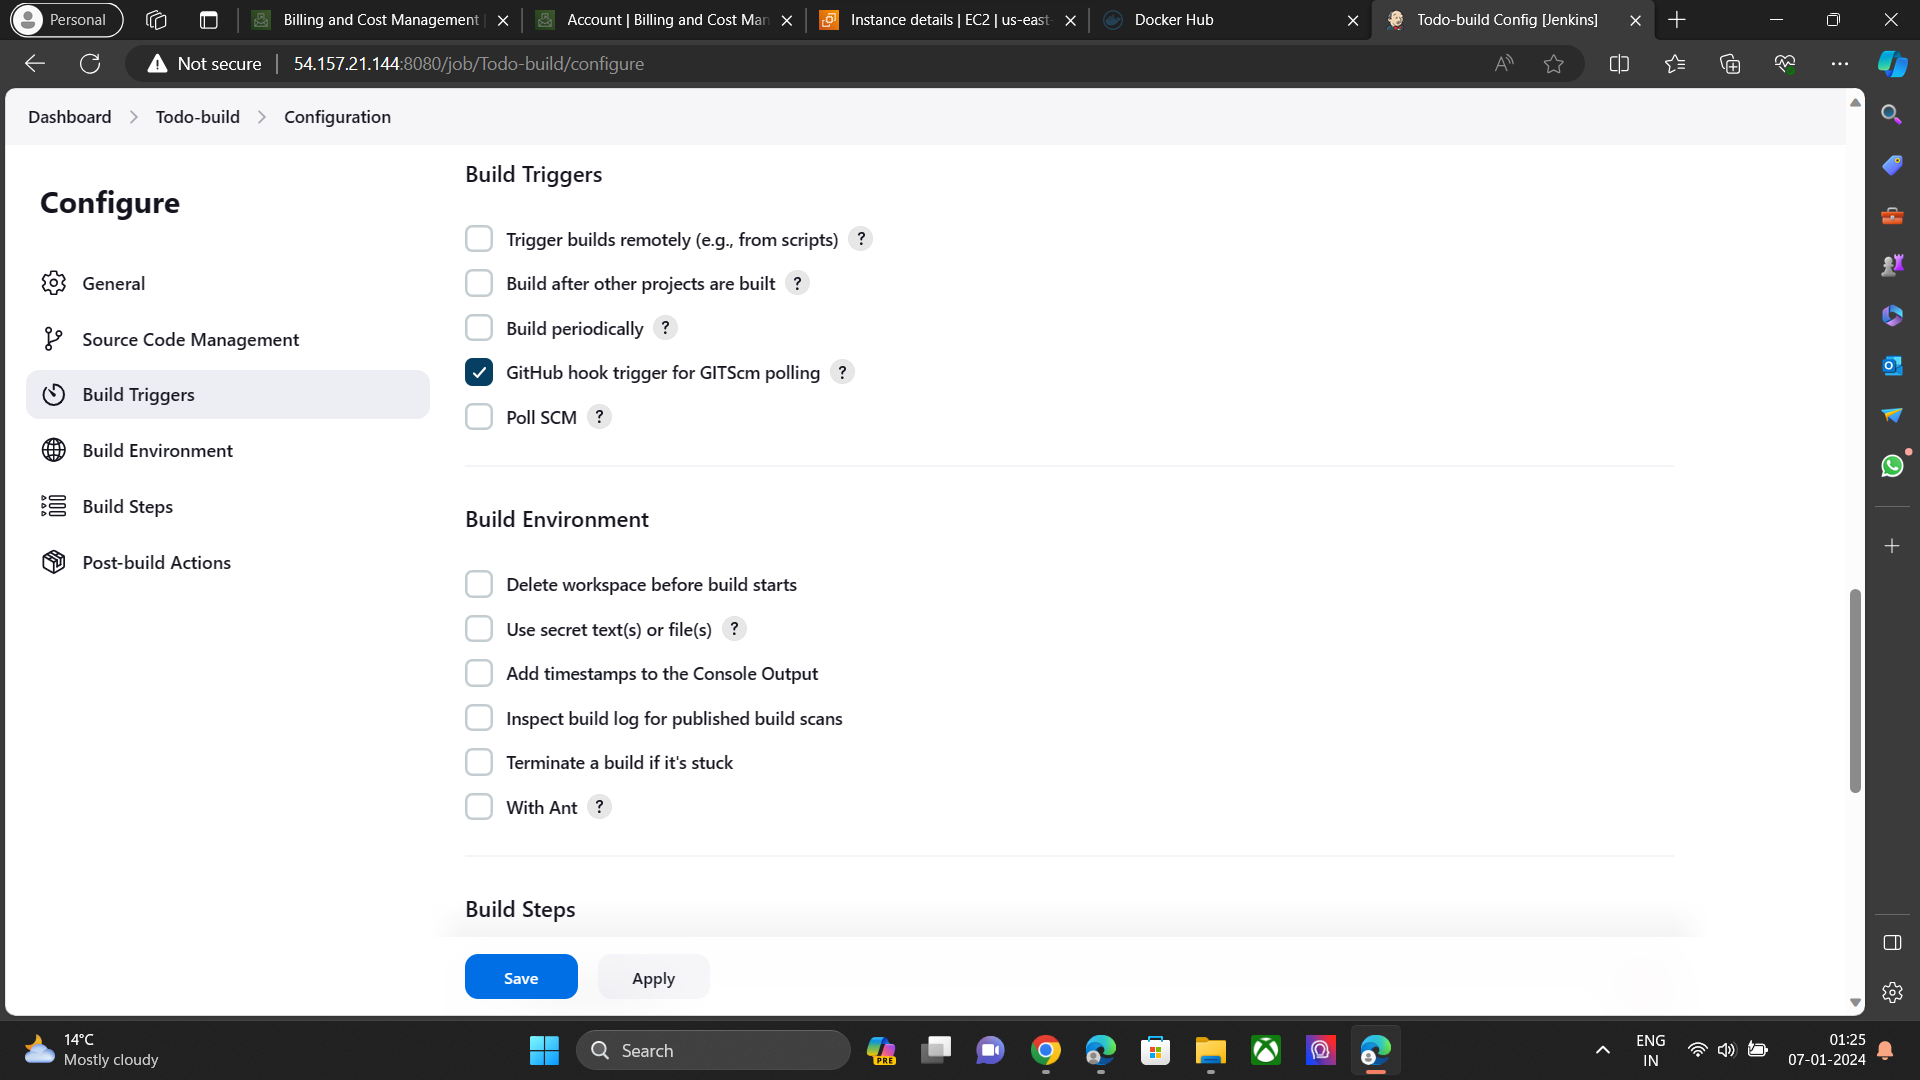 Personal
Billing and Cost Management
Account | Billing and Cost Man
Instance details | EC2 | us-east-
Docker Hub
Todo-build Config [Jenkins]
Not secure
54.157.21.144:8080/job/Todo-build/configure
Dashboard
Todo-build
Configuration
Configure
General
Source Code Management
Build Triggers
Build Environment
Build Steps
Post-build Actions
Build Triggers
Trigger builds remotely (e.g., from scripts) ?
Build after other projects are built ?
Build periodically ?
GitHub hook trigger for GITScm polling ?
Poll SCM ?
Build Environment
Delete workspace before build starts
Use secret text(s) or file(s) ?
Add timestamps to the Console Output
Inspect build log for published build scans
Terminate a build if it's stuck
With Ant ?
Build Steps
Save
Apply
14°C
Mostly cloudy
Search
PRE
ENG
IN
01:25
07-01-2024